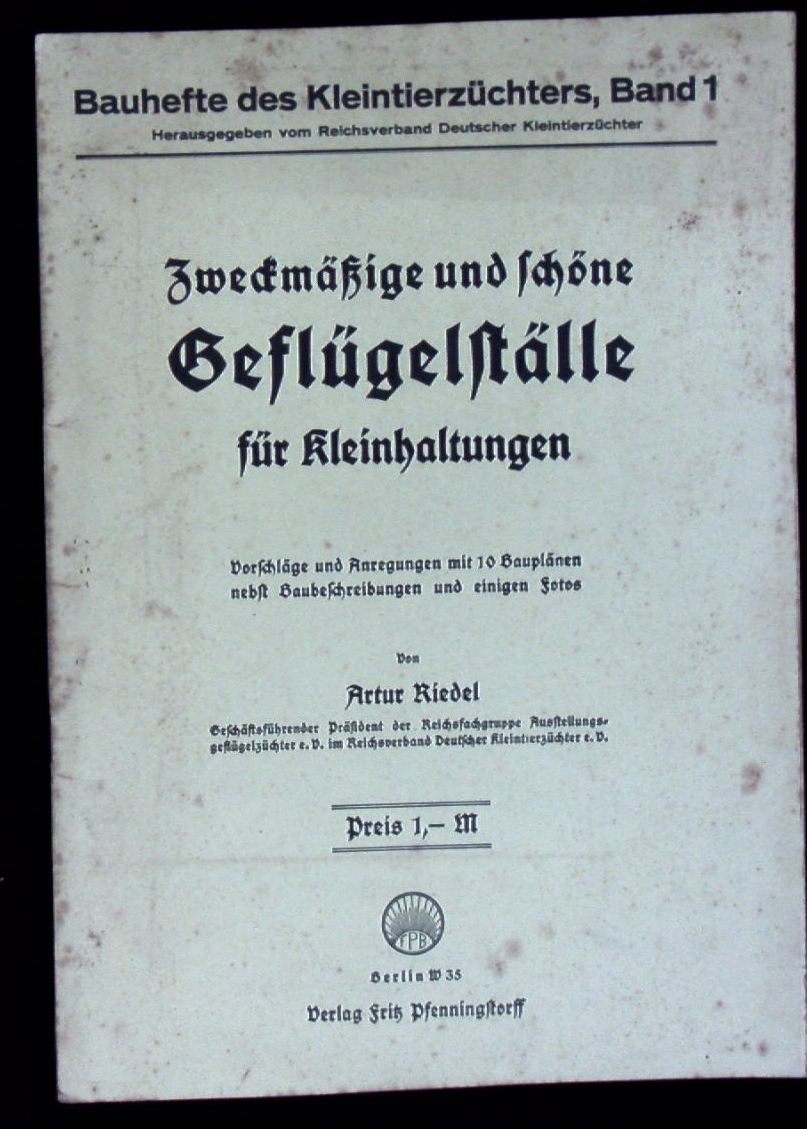 Bauhefte des Kleintierzüchters, Band 1
Herausgegeben vom Reichsverband Deutscher Kleintierzüchter
Zweckmäßige und schöne
Geflügelställe
für Kleinhaltungen
Vorschläge und Anregungen mit 10 Bauplänen
nebst Baubeschreibungen und einigen Fotos
Von
Artur Riedel
Geschäftsführender Präsident der Reichsfachgruppe Ausstellungs-
geflügelzüchter e. V. im Reichsverband Deutscher Kleintierzüchter e. V.
Preis 1,— M
FPB
Berlin W 35
Verlag Fritz Pfenningstorff